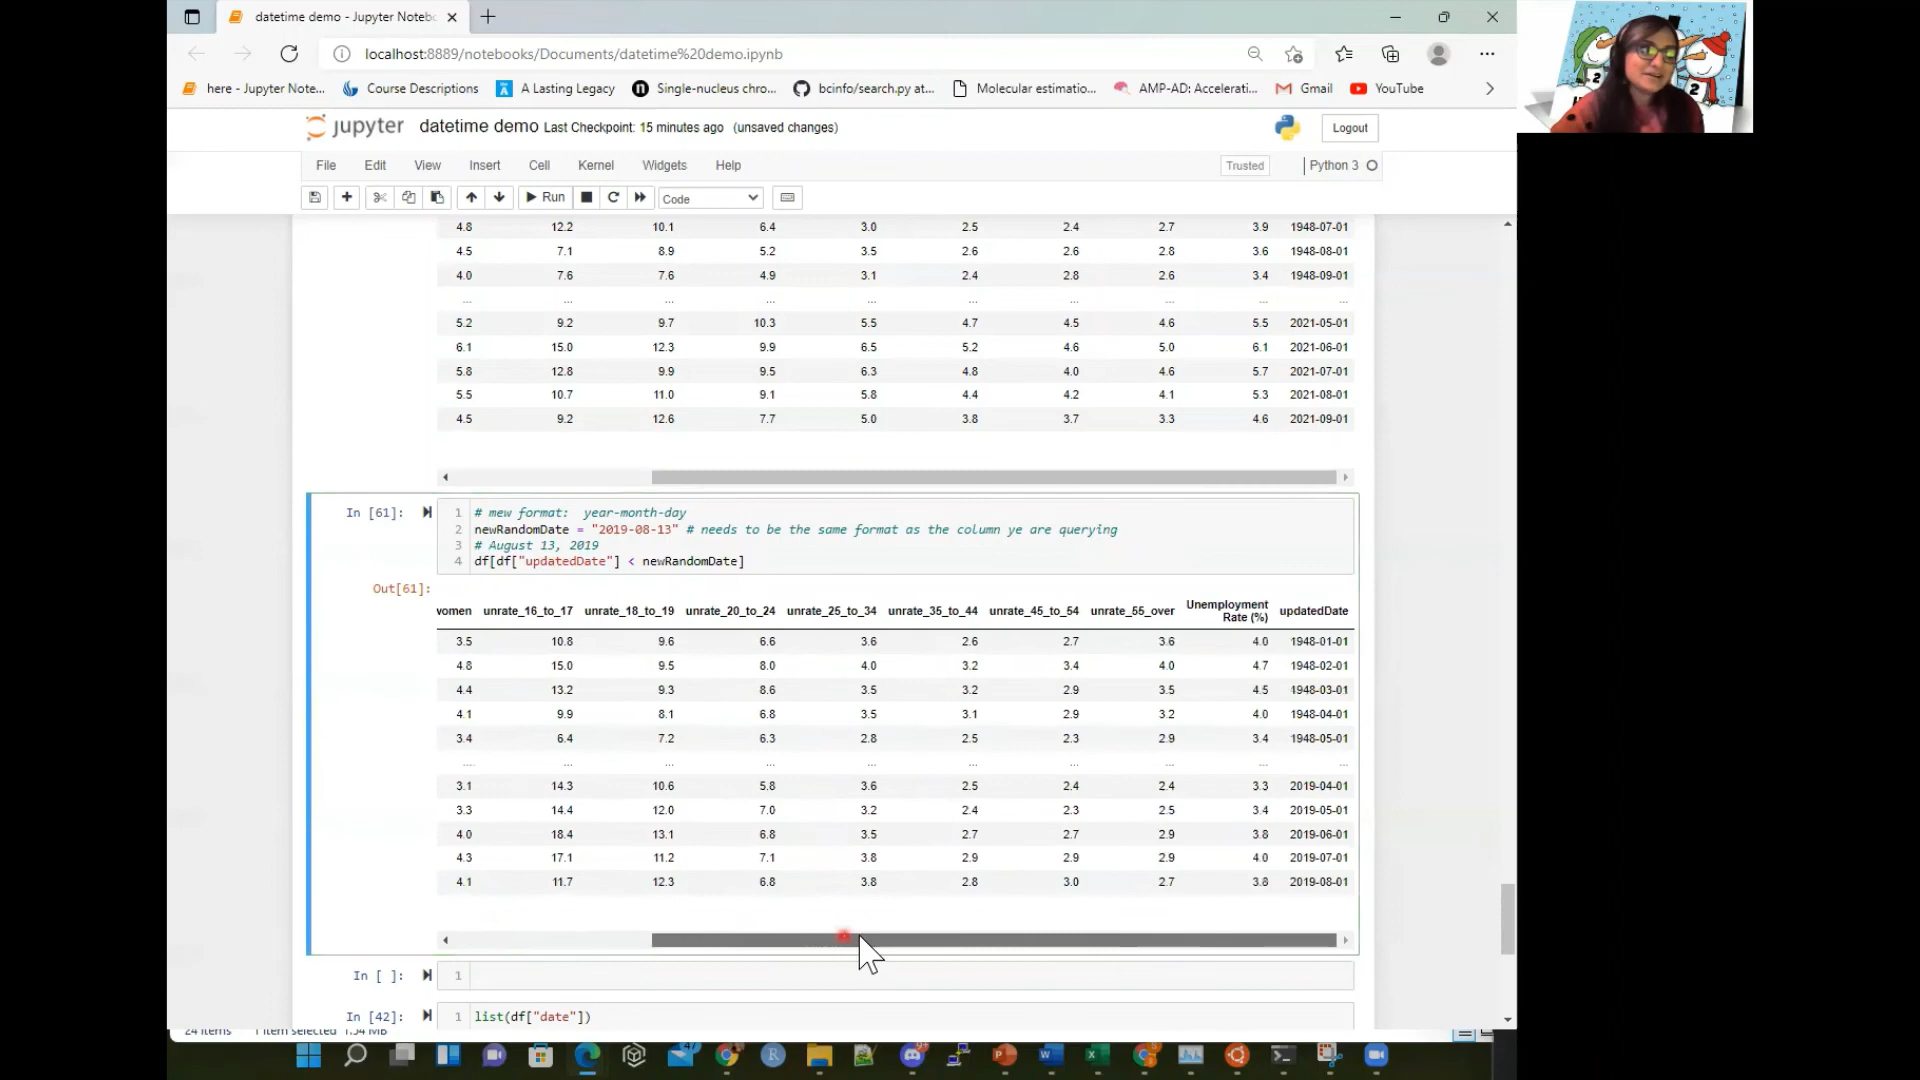 datetime demo - Jupyter Noteb
localhost:8889/notebooks/Documents/datetime%20demo.ipynb
here - Jupyter Note...
Course Descriptions
A Lasting Legacy
Single-nucleus chro...
bcinfo/search.py at...
Molecular estimatio...
AMP-AD: Accelerati...
Gmail
YouTube
jupyter datetime demo Last Checkpoint: 15 minutes ago (unsaved changes)
Logout
File Edit View Insert Cell Kernel Widgets Help
Trusted Python 3
Run Code
4.8 12.2 10.1 6.4 3.0 2.5 2.4 2.7 3.9 1948-07-01
4.5 7.1 8.9 5.2 3.5 2.6 2.6 2.8 3.6 1948-08-01
4.0 7.6 7.6 4.9 3.1 2.4 2.8 2.6 3.4 1948-09-01
... ... ... ... ... ... ... ... ... ...
5.2 9.2 9.7 10.3 5.5 4.7 4.5 4.6 5.5 2021-05-01
6.1 15.0 12.3 9.9 6.5 5.2 4.6 5.0 6.1 2021-06-01
5.8 12.8 9.9 9.5 6.3 4.8 4.0 4.6 5.7 2021-07-01
5.5 10.7 11.0 9.1 5.8 4.4 4.2 4.1 5.3 2021-08-01
4.5 9.2 12.6 7.7 5.0 3.8 3.7 3.3 4.6 2021-09-01
In [61]:
1 # mew format: year-month-day
2 newRandomDate = "2019-08-13" # needs to be the same format as the column ye are querying
3 # August 13, 2019
4 df[df["updatedDate"] < newRandomDate]
Out[61]:
women unrate_16_to_17 unrate_18_to_19 unrate_20_to_24 unrate_25_to_34 unrate_35_to_44 unrate_45_to_54 unrate_55_over Unemployment Rate (%) updatedDate
3.5 10.8 9.6 6.6 3.6 2.6 2.7 3.6 4.0 1948-01-01
4.8 15.0 9.5 8.0 4.0 3.2 3.4 4.0 4.7 1948-02-01
4.4 13.2 9.3 8.6 3.5 3.2 2.9 3.5 4.5 1948-03-01
4.1 9.9 8.1 6.8 3.5 3.1 2.9 3.2 4.0 1948-04-01
3.4 6.4 7.2 6.3 2.8 2.5 2.3 2.9 3.4 1948-05-01
... ... ... ... ... ... ... ... ... ...
3.1 14.3 10.6 5.8 3.6 2.5 2.4 2.4 3.3 2019-04-01
3.3 14.4 12.0 7.0 3.2 2.4 2.3 2.5 3.4 2019-05-01
4.0 18.4 13.1 6.8 3.5 2.7 2.7 2.9 3.8 2019-06-01
4.3 17.1 11.2 7.1 3.8 2.9 2.9 2.9 4.0 2019-07-01
4.1 11.7 12.3 6.8 3.8 2.8 3.0 2.7 3.8 2019-08-01
In [ ]: 1
In [42]: 1 list(df["date"])
24 items 1 item selected 1.54 MB